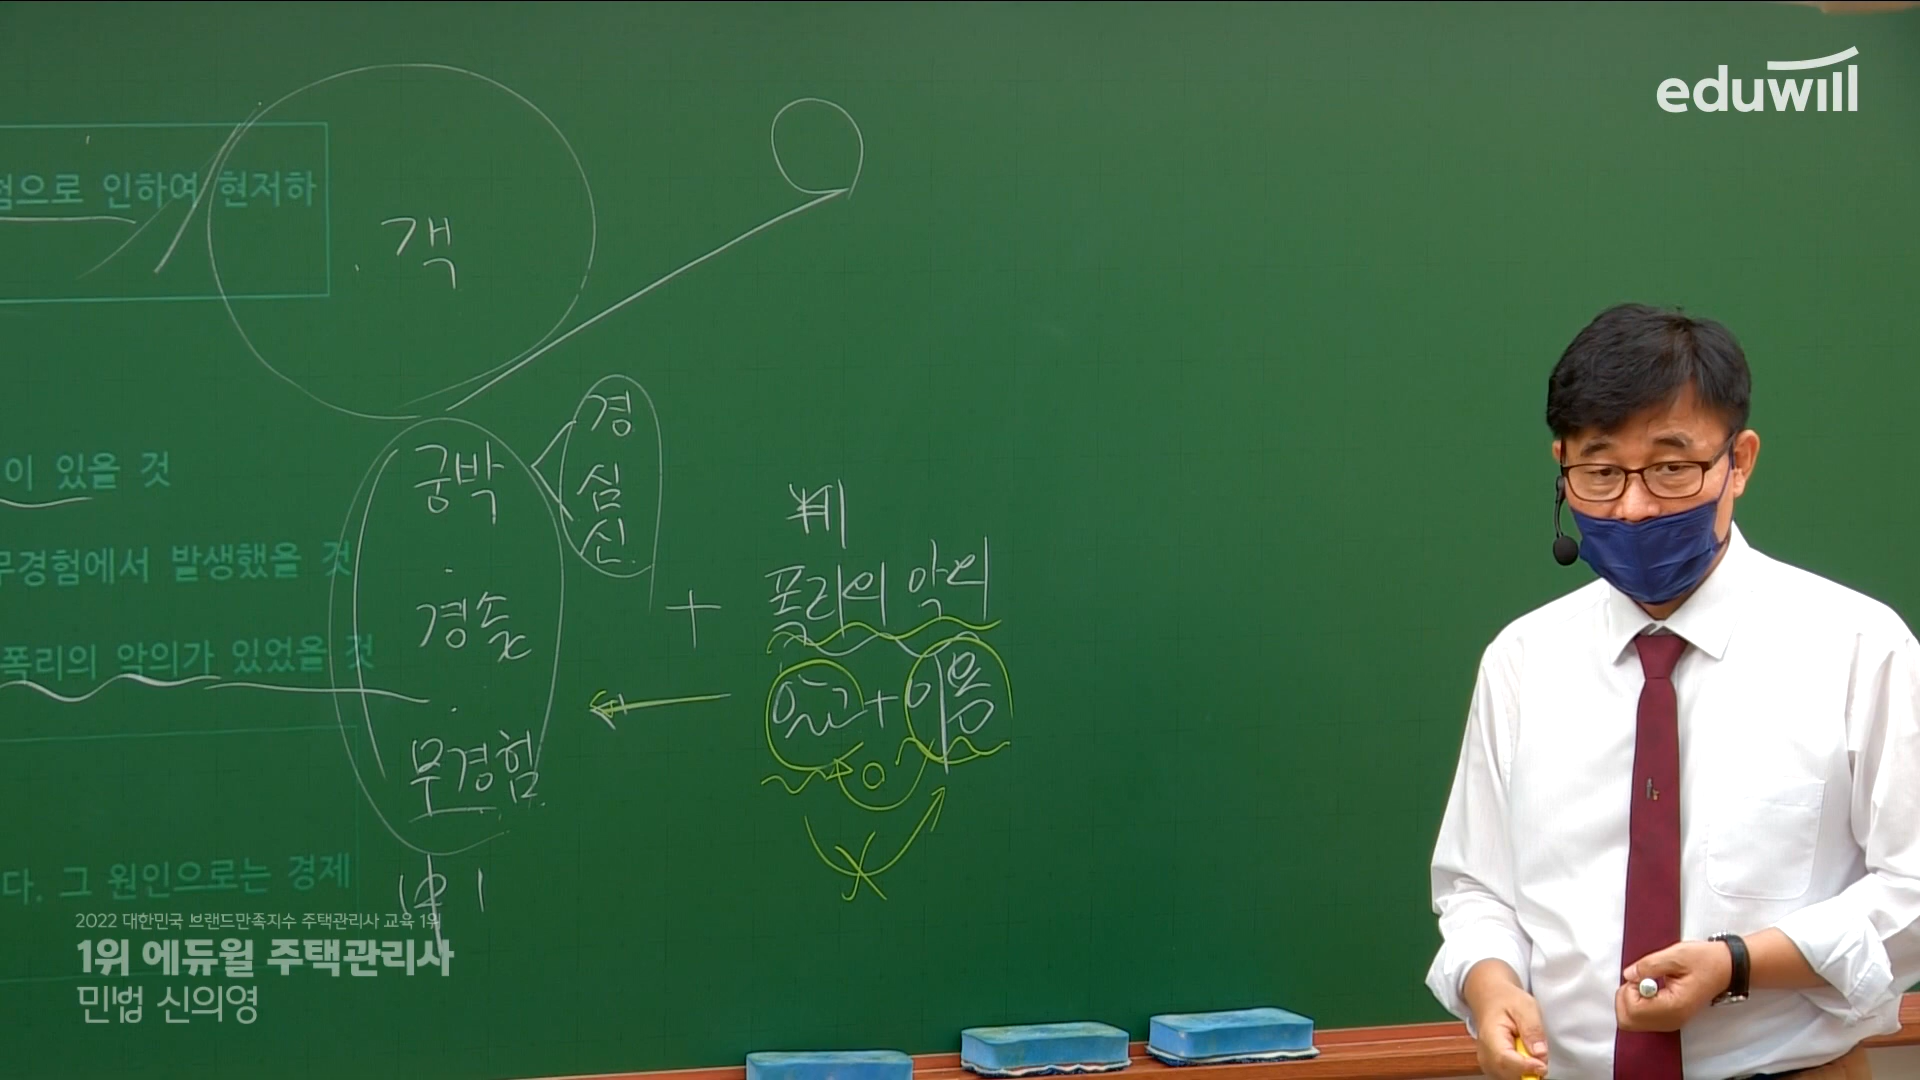 eduwill
험으로 인하여 현저하
객
이 있을 것
궁박
경
심
신
무경험에서 발생했을 것
경솔
+
폭리의 악의
폭리의 악의가 있었을 것
알고+이용
무경험
다. 그 원인으로는 경제
2022 대한민국 브랜드만족지수 주택관리사 교육 1위
1위 에듀윌 주택관리사
민법 신의영